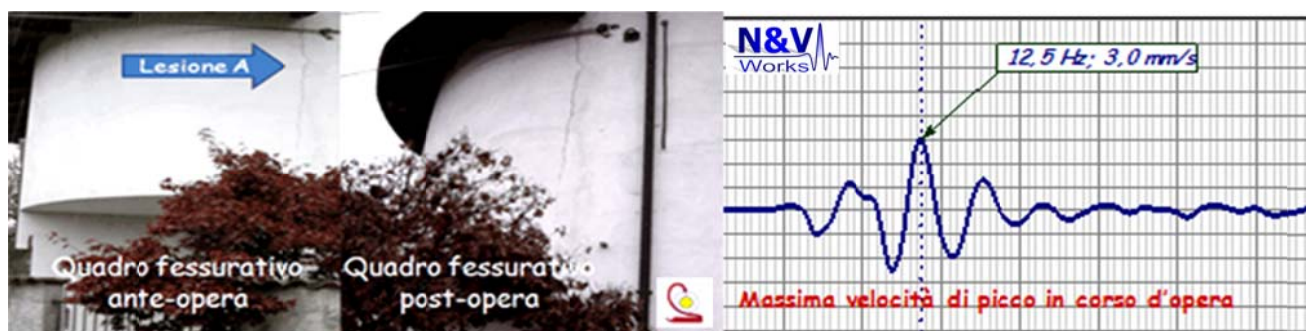 Lesione A
Quadro fessurativo
ante-opera
Quadro fessurativo
post-opera
N&V
Works
12,5 Hz; 3,0 mm/s
Massima velocità di picco in corso d'opera